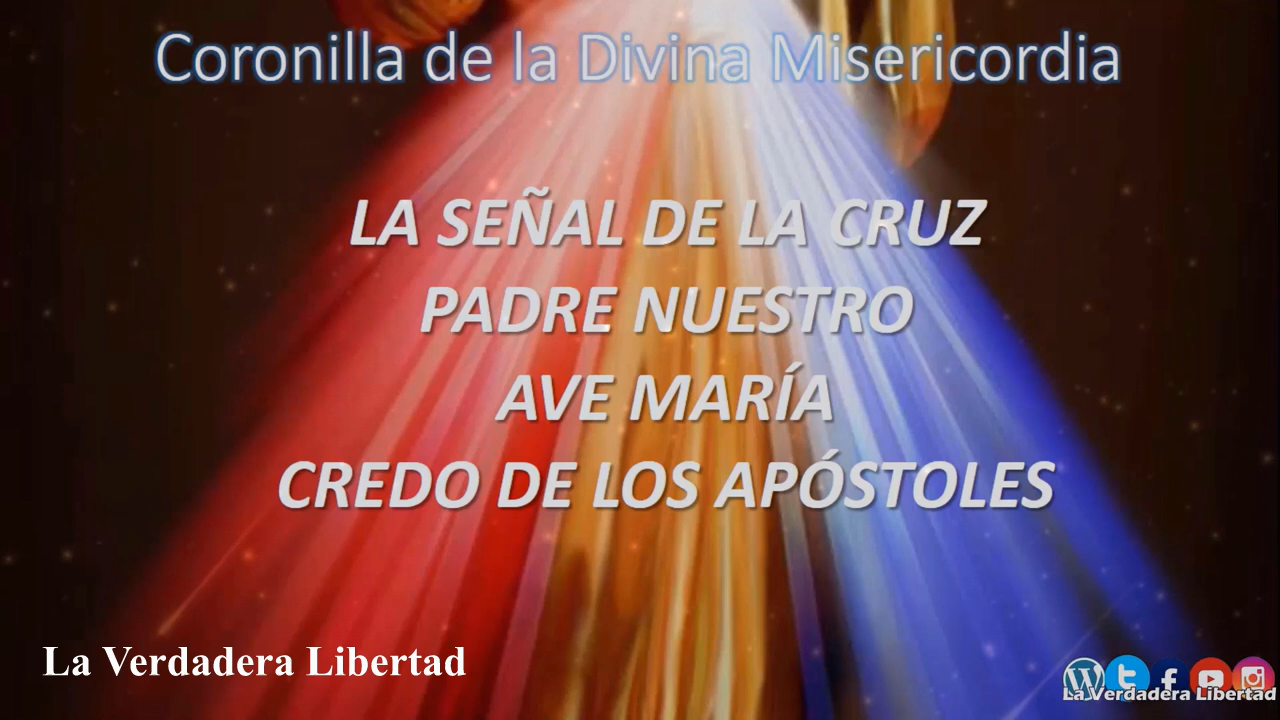 Coronilla de la Divina Misericordia
LA SEÑAL DE LA CRUZ
PADRE NUESTRO
AVE MARÍA
CREDO DE LOS APÓSTOLES
La Verdadera Libertad
La Verdadera Libertad